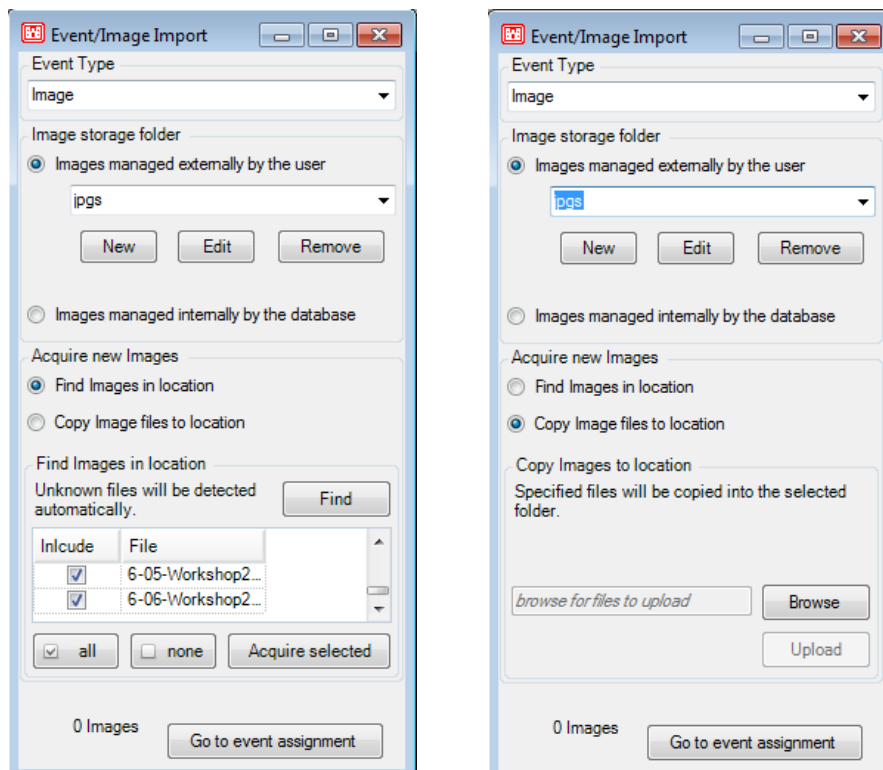 Event/Image Import
Event Type
Image
Image storage folder
Images managed externally by the user
jpgs
New Edit Remove
Images managed internally by the database
Acquire new Images
Find Images in location
Copy Image files to location
Find Images in location
Unknown files will be detected
automatically.
Find
Inlcude File
6-05-Workshop2...
6-06-Workshop2...
all none Acquire selected
0 Images
Go to event assignment
Event/Image Import
Event Type
Image
Image storage folder
Images managed externally by the user
jpgs
New Edit Remove
Images managed internally by the database
Acquire new Images
Find Images in location
Copy Image files to location
Copy Images to location
Specified files will be copied into the selected
folder.
browse for files to upload
Browse
Upload
0 Images
Go to event assignment